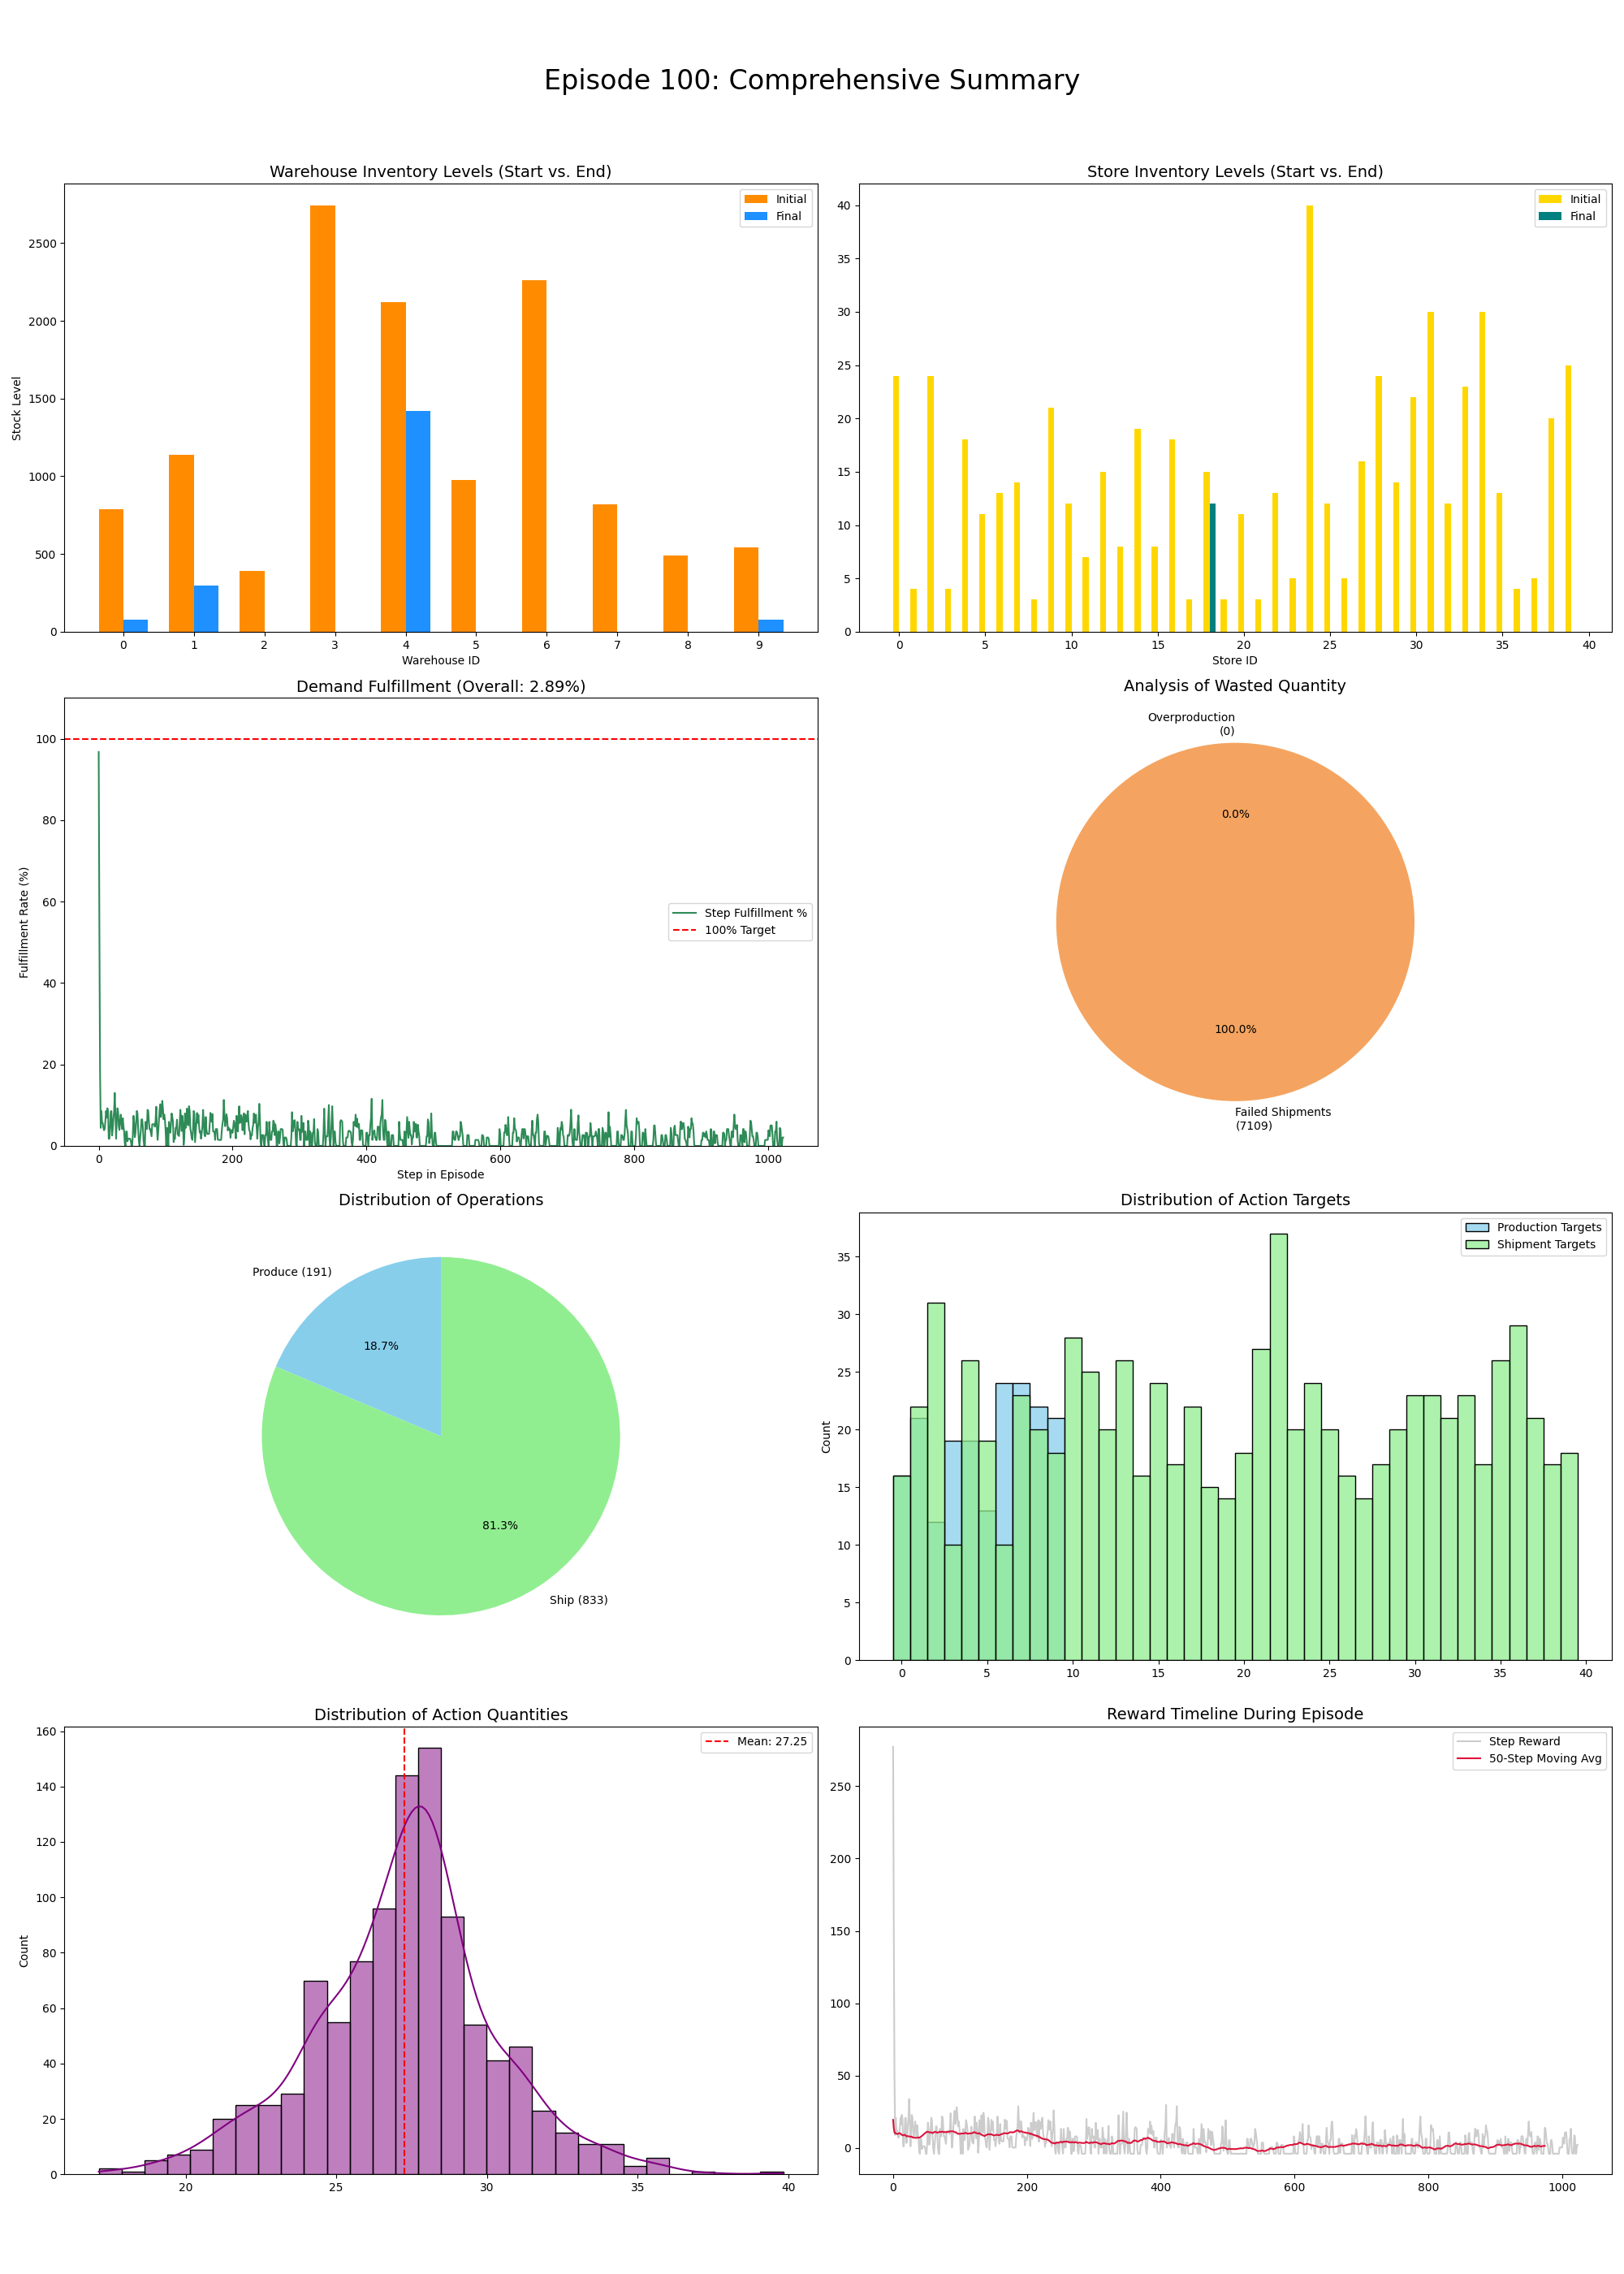 Episode 100: Comprehensive Summary
Warehouse Inventory Levels (Start vs. End)
Initial
Final
2500
2000
1500
1000
500
0
Stock Level
0 1 2 3 4 5 6 7 8 9
Warehouse ID
Store Inventory Levels (Start vs. End)
Initial
Final
40
35
30
25
20
15
10
5
0
0 5 10 15 20 25 30 35 40
Store ID
Demand Fulfillment (Overall: 2.89%)
100
80
60
40
20
0
Fulfillment Rate (%)
Step Fulfillment %
100% Target
0 200 400 600 800 1000
Step in Episode
Analysis of Wasted Quantity
Overproduction
(0)
0.0%
100.0%
Failed Shipments
(7109)
Distribution of Operations
Produce (191)
18.7%
81.3%
Ship (833)
Distribution of Action Targets
Production Targets
Shipment Targets
35
30
25
20
15
10
5
0
Count
0 5 10 15 20 25 30 35 40
Distribution of Action Quantities
Mean: 27.25
160
140
120
100
80
60
40
20
0
Count
20 25 30 35 40
Reward Timeline During Episode
Step Reward
50-Step Moving Avg
250
200
150
100
50
0
0 200 400 600 800 1000